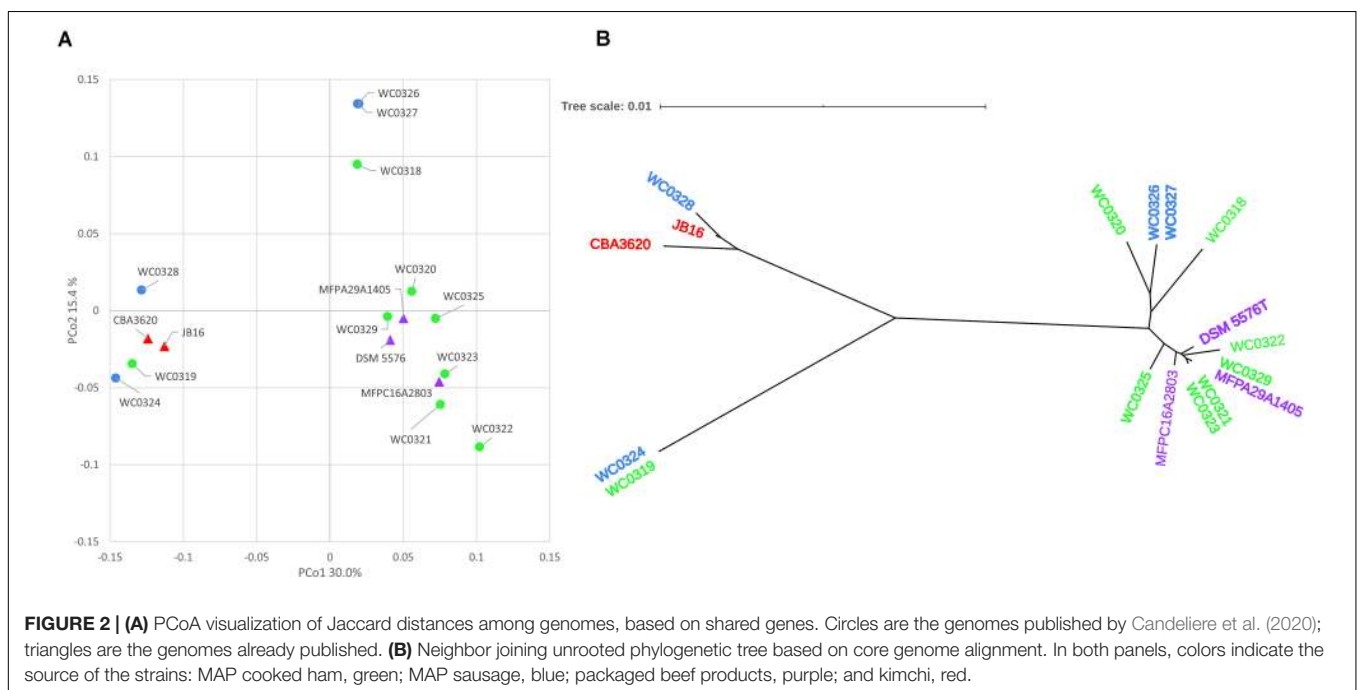 A
0.15
0.1
0.05
0
-0.05
-0.1
-0.15
PCo2 15.4 %
-0.15
-0.1
-0.05
0
0.05
0.1
0.15
PCo1 30.0%
WC0326
WC0327
WC0318
WC0328
CBA3620
JB16
WC0319
WC0324
WC0320
MFPA29A1405
WC0325
WC0329
DSM 5576
WC0323
MFPC16A2803
WC0321
WC0322
B
Tree scale: 0.01
WC0328
JB16
CBA3620
WC0324
WC0319
WC0320
WC0326
WC0327
WC0318
DSM 5576T
WC0322
WC0329
MFPA29A1405
WC0321
WC0323
MFPC16A2803
WC0325
FIGURE 2 | (A) PCoA visualization of Jaccard distances among genomes, based on shared genes. Circles are the genomes published by Candeliere et al. (2020);
triangles are the genomes already published. (B) Neighbor joining unrooted phylogenetic tree based on core genome alignment. In both panels, colors indicate the
source of the strains: MAP cooked ham, green; MAP sausage, blue; packaged beef products, purple; and kimchi, red.